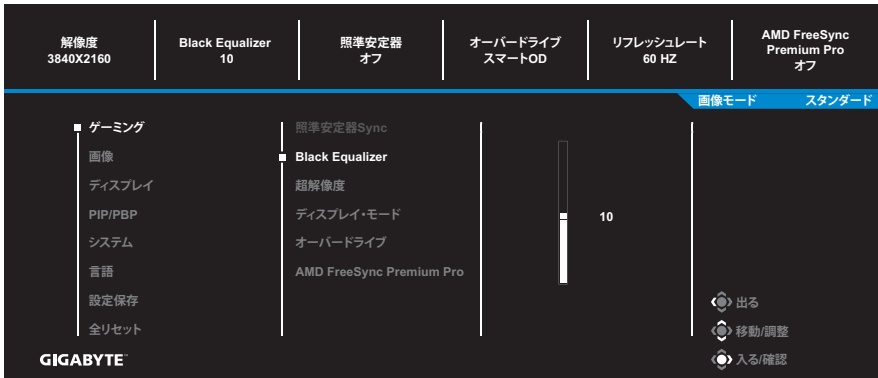 解像度
3840X2160
Black Equalizer
10
照準安定器
オフ
オーバードライブ
スマートOD
リフレッシュレート
60 HZ
AMD FreeSync
Premium Pro
オフ
画像モード スタンダード
ゲーミング
画像
ディスプレイ
PIP/PBP
システム
言語
設定保存
全リセット
照準安定器Sync
Black Equalizer
超解像度
ディスプレイ・モード
オーバードライブ
AMD FreeSync Premium Pro
10
出る
移動/調整
入る/確認
GIGABYTE™